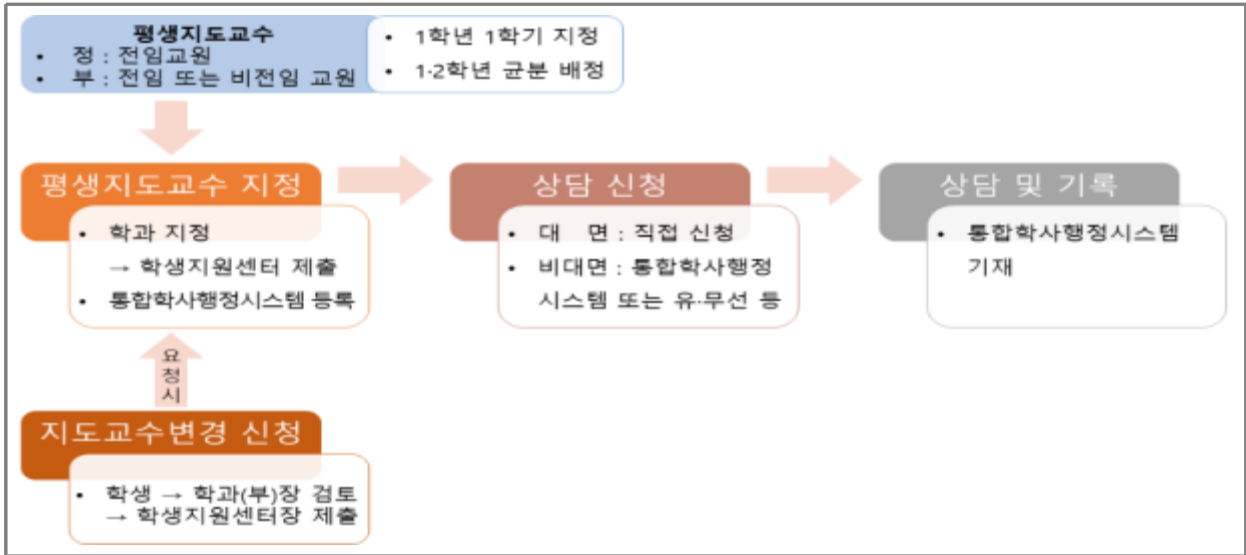 평생지도교수
• 정 : 전임교원
• 부 : 전임 또는 비전임 교원
• 1학년 1학기 지정
• 1·2학년 균분 배정
평생지도교수 지정
• 학과 지정
→ 학생지원센터 제출
• 통합학사행정시스템 등록
상담 신청
• 대 면 : 직접 신청
• 비대면 : 통합학사행정
시스템 또는 유·무선 등
상담 및 기록
• 통합학사행정시스템
기재
요
청
시
지도교수변경 신청
• 학생 → 학과(부)장 검토
→ 학생지원센터장 제출